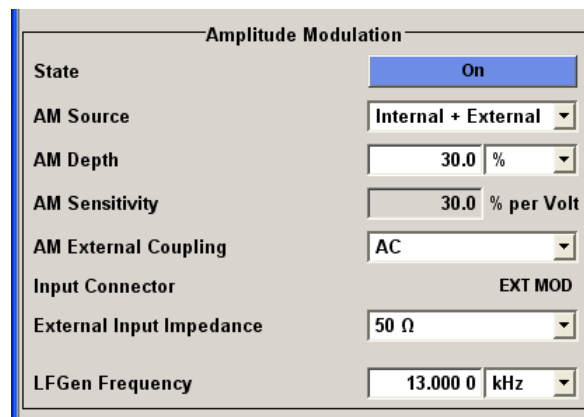 Amplitude Modulation
State On
AM Source Internal + External
AM Depth 30.0 %
AM Sensitivity 30.0 % per Volt
AM External Coupling AC
Input Connector EXT MOD
External Input Impedance 50 Ω
LFGen Frequency 13.000 0 kHz